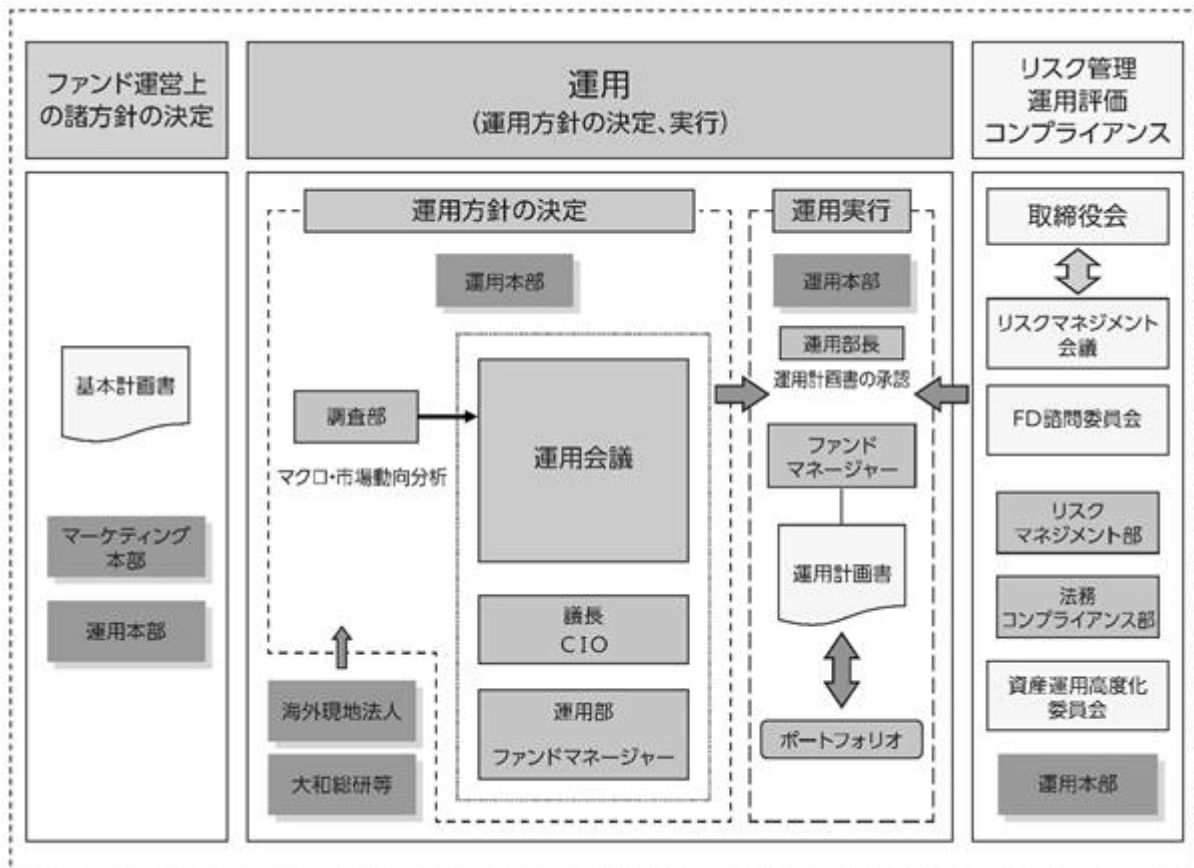 ファンド運営上
の諸方針の決定
運用
(運用方針の決定、実行)
リスク管理
運用評価
コンプライアンス
基本計画書
マーケティング
本部
運用本部
運用方針の決定
運用本部
調査部
マクロ・市場動向分析
運用会議
議長
CIO
運用部
ファンドマネージャー
海外現地法人
大和総研等
運用実行
運用本部
運用部長
運用計画書の承認
ファンド
マネージャー
運用計画書
ポートフォリオ
取締役会
リスクマネジメント
会議
FD諮問委員会
リスク
マネジメント部
法務
コンプライアンス部
資産運用高度化
委員会
運用本部